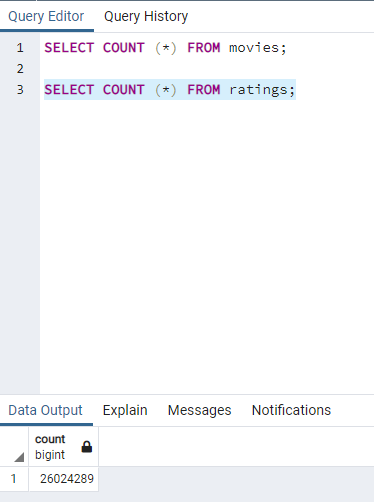 Query Editor Query History
1 SELECT COUNT (*) FROM movies;
2
3 SELECT COUNT (*) FROM ratings;
Data Output Explain Messages Notifications
count
bigint
1 26024289